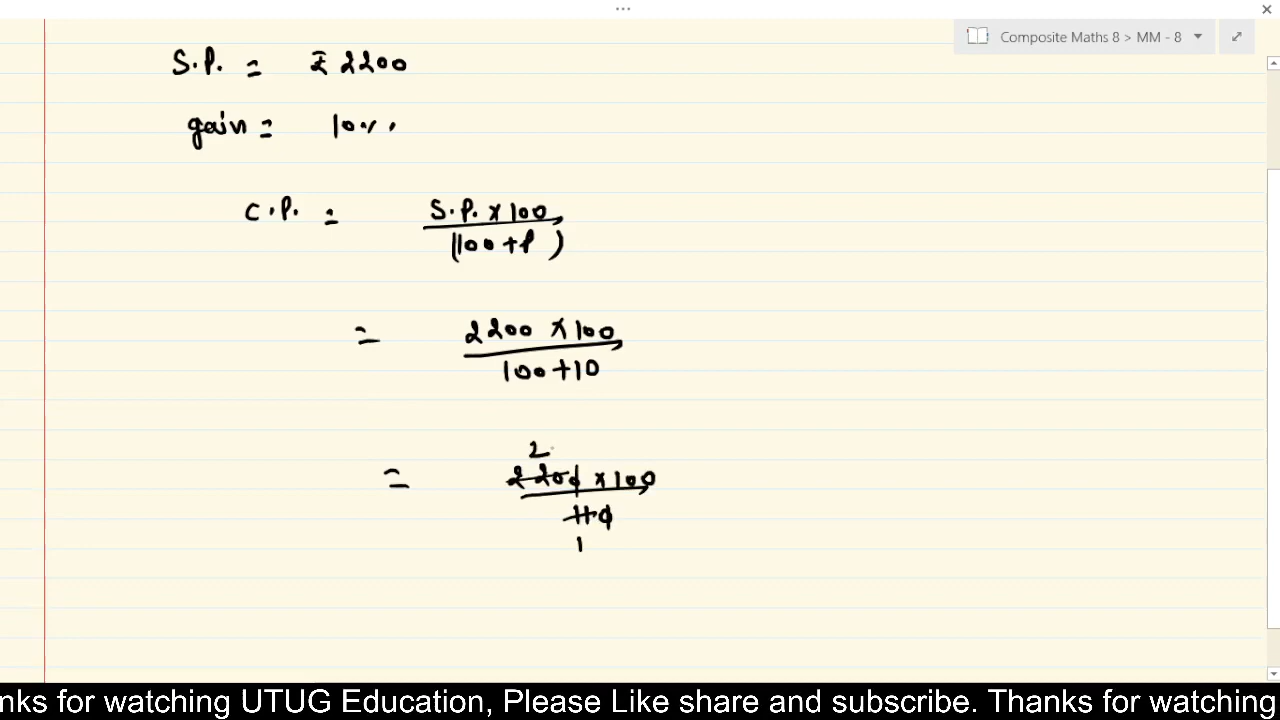 Composite Maths 8 > MM - 8
S.P. = ₹ 2200
gain = 10%.
C.P. = S.P. × 100
(100 + P )
= 2200 × 100
100 + 10
2
= 2200 × 100
110
1
nks for watching UTUG Education, Please Like share and subscribe. Thanks for watching